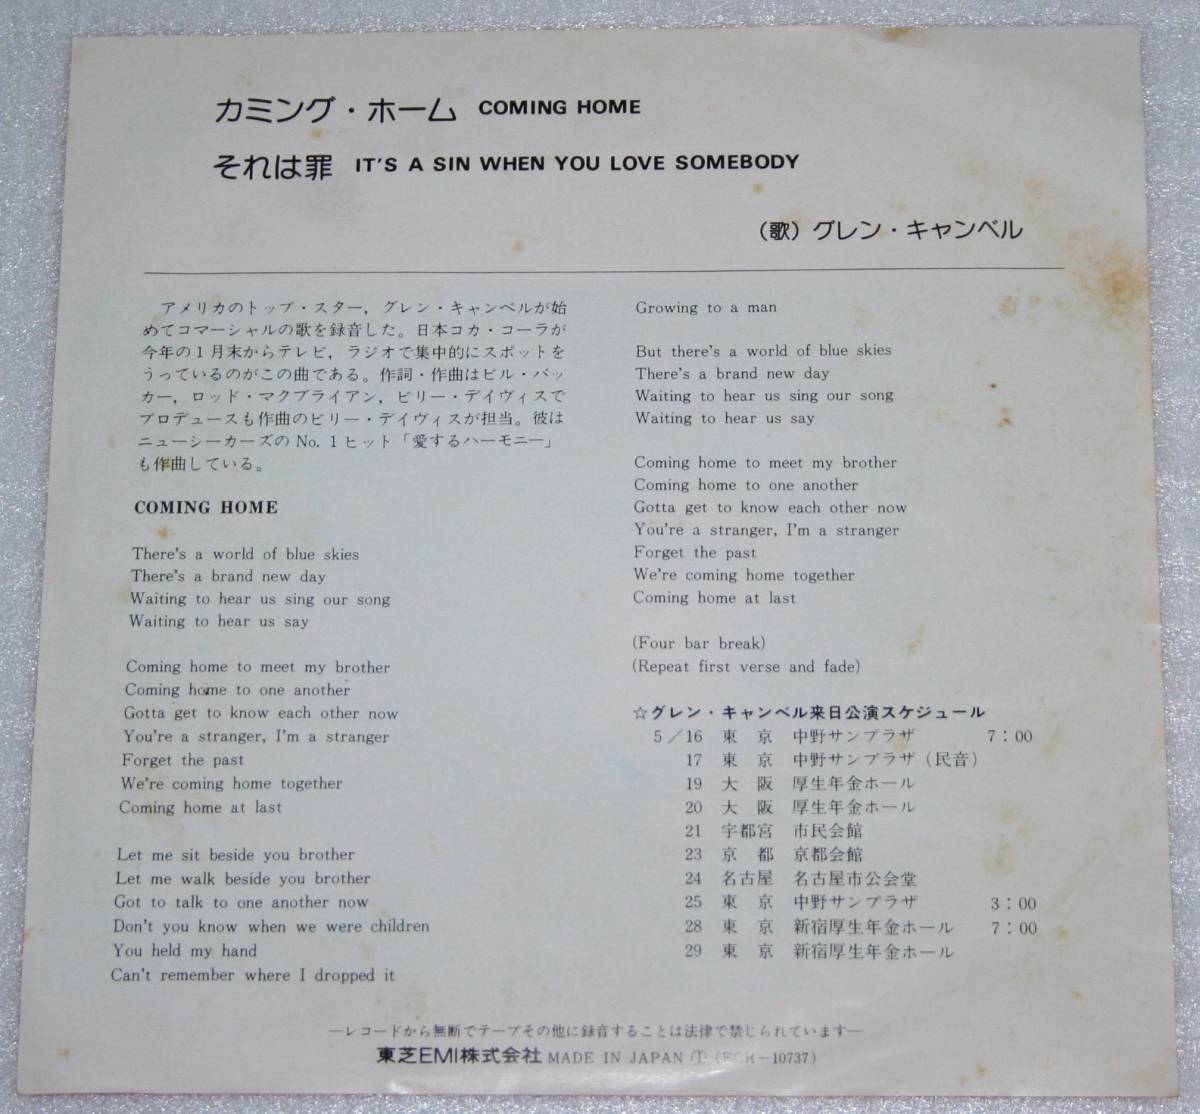 カミング・ホーム COMING HOME
それは罪 IT'S A SIN WHEN YOU LOVE SOMEBODY
(歌)グレン・キャンベル
アメリカのトップ・スター,グレン・キャンベルが始
めてコマーシャルの歌を録音した。日本コカ・コーラが
今年の1月末からテレビ,ラジオで集中的にスポットを
うっているのがこの曲である。作詞・作曲はビル・バッ
カー,ロッド・マクブライアン,ビリー・デイヴィスで
プロデュースも作曲のビリー・デイヴィスが担当。彼は
ニューシーカーズの No. 1 ヒット「愛するハーモニー」
も作曲している。
COMING HOME
There's a world of blue skies
There's a brand new day
Waiting to hear us sing our song
Waiting to hear us say
Coming home to meet my brother
Coming home to one another
Gotta get to know each other now
You're a stranger, I'm a stranger
Forget the past
We're coming home together
Coming home at last
Let me sit beside you brother
Let me walk beside you brother
Got to talk to one another now
Don't you know when we were children
You held my hand
Can't remember where I dropped it
Growing to a man
But there's a world of blue skies
There's a brand new day
Waiting to hear us sing our song
Waiting to hear us say
Coming home to meet my brother
Coming home to one another
Gotta get to know each other now
You're a stranger, I'm a stranger
Forget the past
We're coming home together
Coming home at last
(Four bar break)
(Repeat first verse and fade)
☆グレン・キャンベル来日公演スケジュール
5/16 東京 中野サンプラザ 7:00
17 東京 中野サンプラザ(民音)
19 大阪 厚生年金ホール
20 大阪 厚生年金ホール
21 宇都宮 市民会館
23 京都 京都会館
24 名古屋 名古屋市公会堂
25 東京 中野サンプラザ 3:00
28 東京 新宿厚生年金ホール 7:00
29 東京 新宿厚生年金ホール
—レコードから無断でテープその他に録音することは法律で禁じられています—
東芝EMI株式会社 MADE IN JAPAN Ⓣ (ECR-10737)